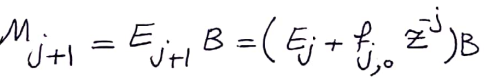 M_{j+1} = E_{j+1} B = (E_j + f_{j,0} z^{-j}) B